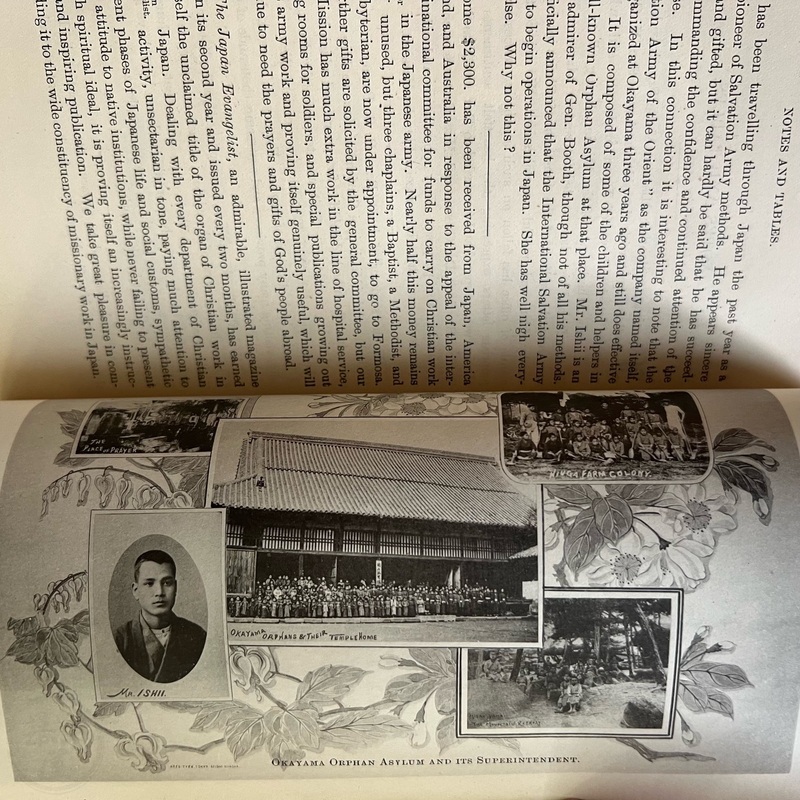 NOTES AND TABLES.
has been travelling through Japan the past year as a
pioneer of Salvation Army methods. He appears sincere
and gifted, but it can hardly be said that he has succeed-
mmanding the confidence and continued attention of the
se. In this connection it is interesting to note that the
tion Army of the Orient" as the company named itself,
ganized at Okayama three years ago and still does effective
It is composed of some of the children and helpers in
ll-known Orphan Asylum at that place. Mr. Ishii is an
admirer of Gen. Booth, though not of all his methods.
icially announced that the International Salvation Army
to begin operations in Japan. She has well nigh every-
lse. Why not this?
ome $2,300. has been received from Japan, America
nd, and Australia in response to the appeal of the inter-
national committee for funds to carry on Christian work
r in the Japanese army. Nearly half this money remains
unused, but three chaplains, a Baptist, a Methodist, and
byterian, are now under appointment, to go to Formosa.
rther gifts are solicited by the general committee, but our
Mission has much extra work in the line of hospital service,
g rooms for soldiers, and special publications growing out
army work and proving itself genuinely useful, which will
ue to need the prayers and gifts of God's people abroad.
The Japan Evangelist, an admirable, illustrated magazine
n its second year and issued every two months, has earned
self the unclaimed title of the organ of Christian work in
Japan. Dealing with every department of Christian
activity, unsectarian in tone, paying much attention to
ent phases of Japanese life and social customs, sympathetic
attitude to native institutions, while never failing to present
h spiritual ideal, it is proving itself an increasingly instruc-
and inspiring publication. We take great pleasure in com-
ling it to the wide constituency of missionary work in Japan.
THE
PLACE OF PRAYER
HIUGA FARM COLONY.
OKAYAMA ORPHANS & THEIR TEMPLE HOME
MR. ISHII.
OKAYAMA ORPHAN ASYLUM AND ITS SUPERINTENDENT.